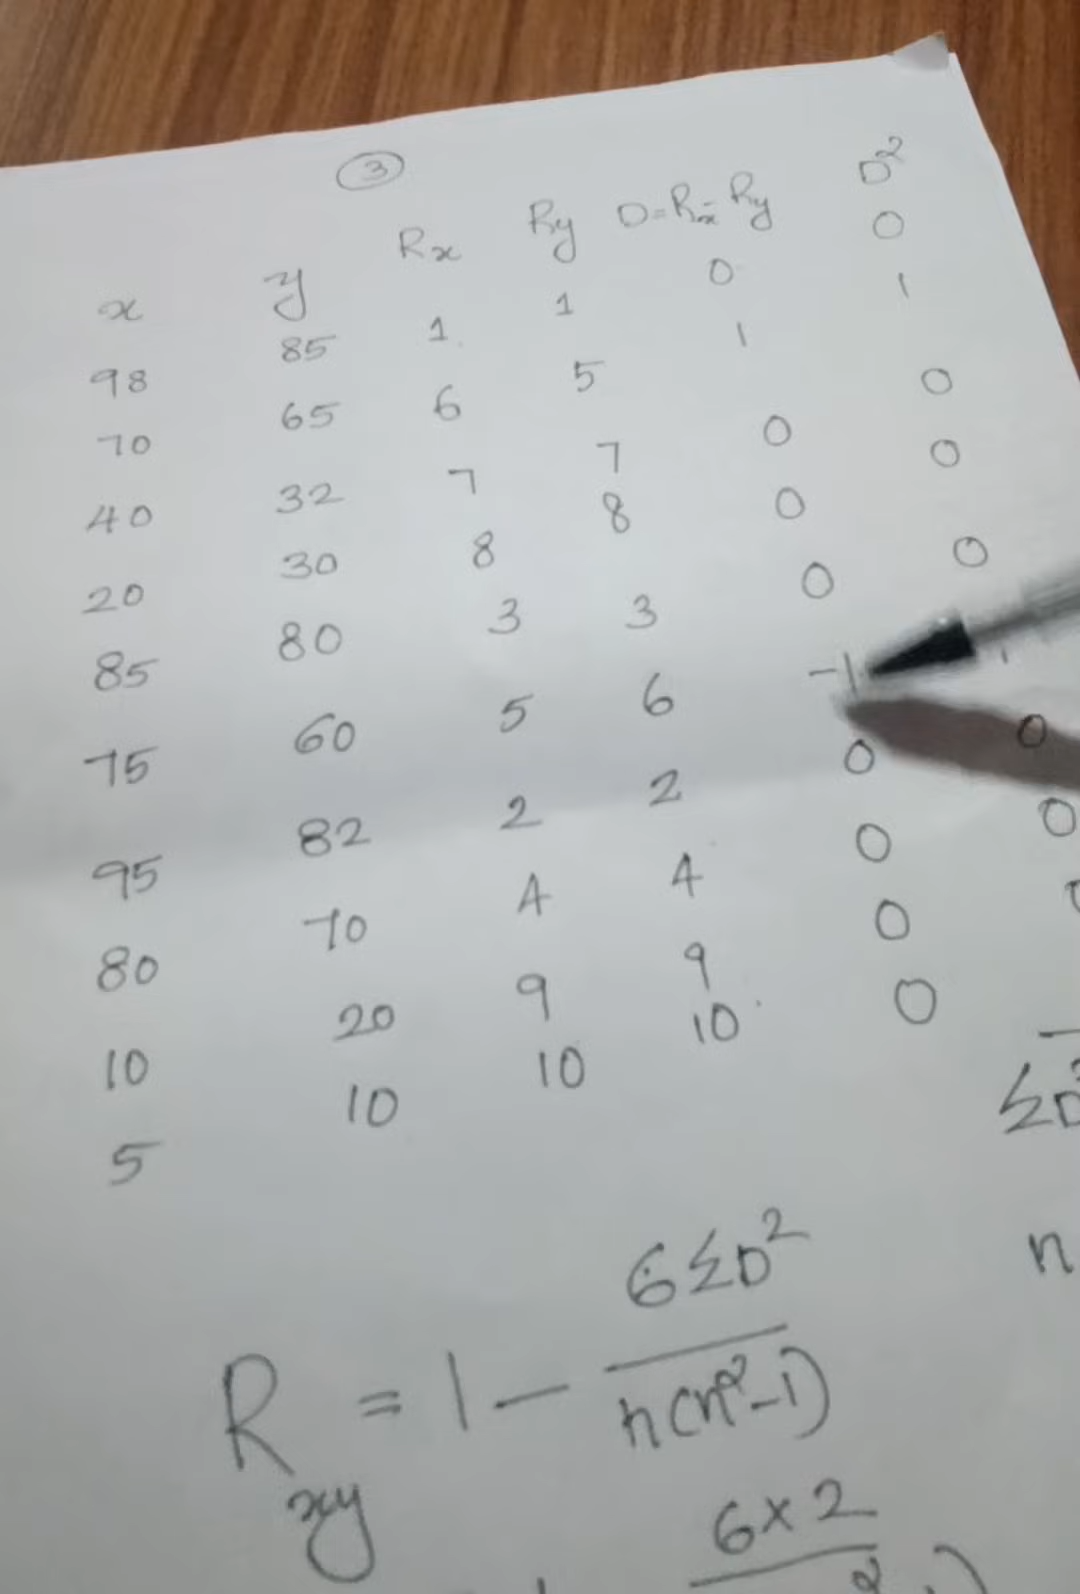 3
x y Rx Ry D=Rx-Ry D²
98 85 1 1 0 0
70 65 6 5 1 1
40 32 7 7 0 0
20 30 8 8 0 0
85 80 3 3 0 0
75 60 5 6 -1
95 82 2 2 0 0
80 70 4 4 0 0
10 20 9 9 0
5 10 10 10 0
ΣD²
Rxy = 1 - 6ΣD² / n(n²-1)
n
6×2